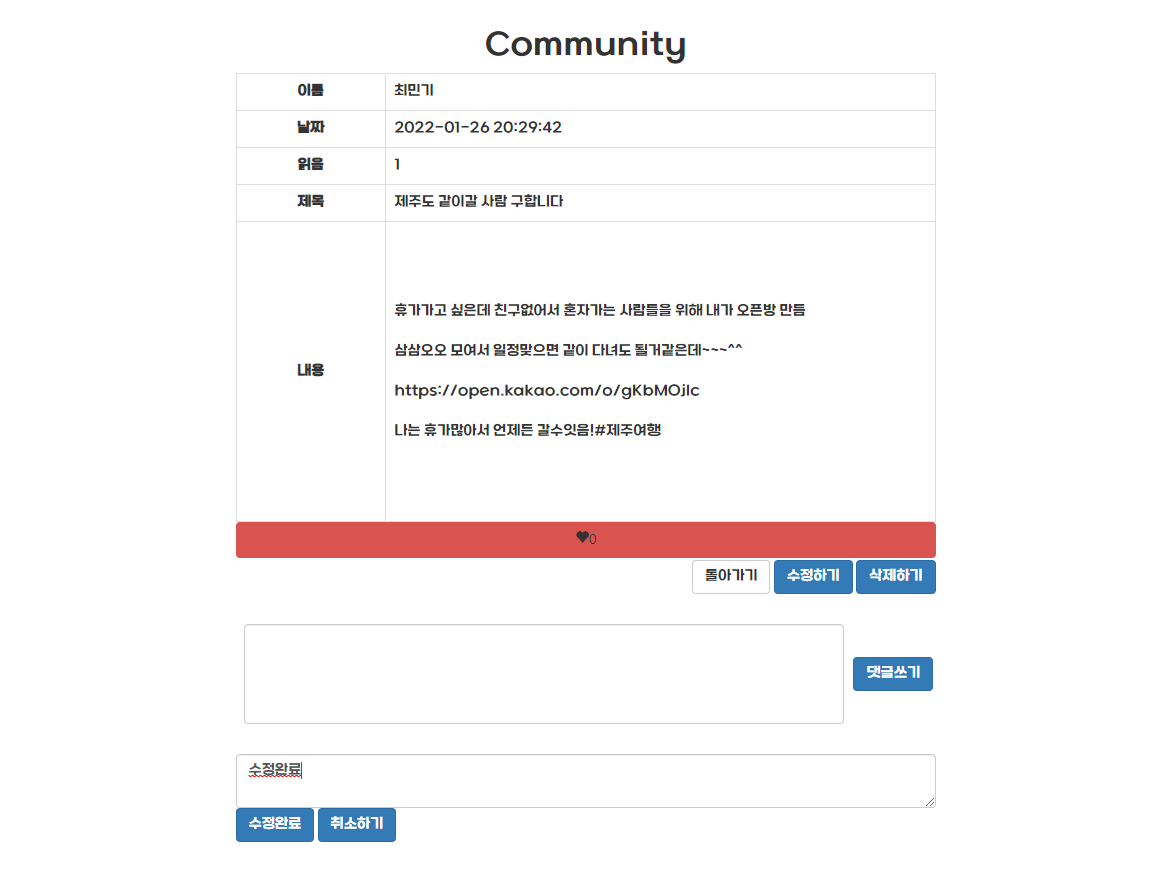 Community
이름 최민기
날짜 2022-01-26 20:29:42
읽음 1
제목 제주도 같이갈 사람 구합니다
휴가가고 싶은데 친구없어서 혼자가는 사람들을 위해 내가 오픈방 만듬
삼삼오오 모여서 일정맞으면 같이 다녀도 될거같은데~~~^^
내용
https://open.kakao.com/o/gKbMOjlc
나는 휴가많아서 언제든 갈수잇음!#제주여행
♥0
돌아가기 수정하기 삭제하기
댓글쓰기
수정완료
수정완료 취소하기